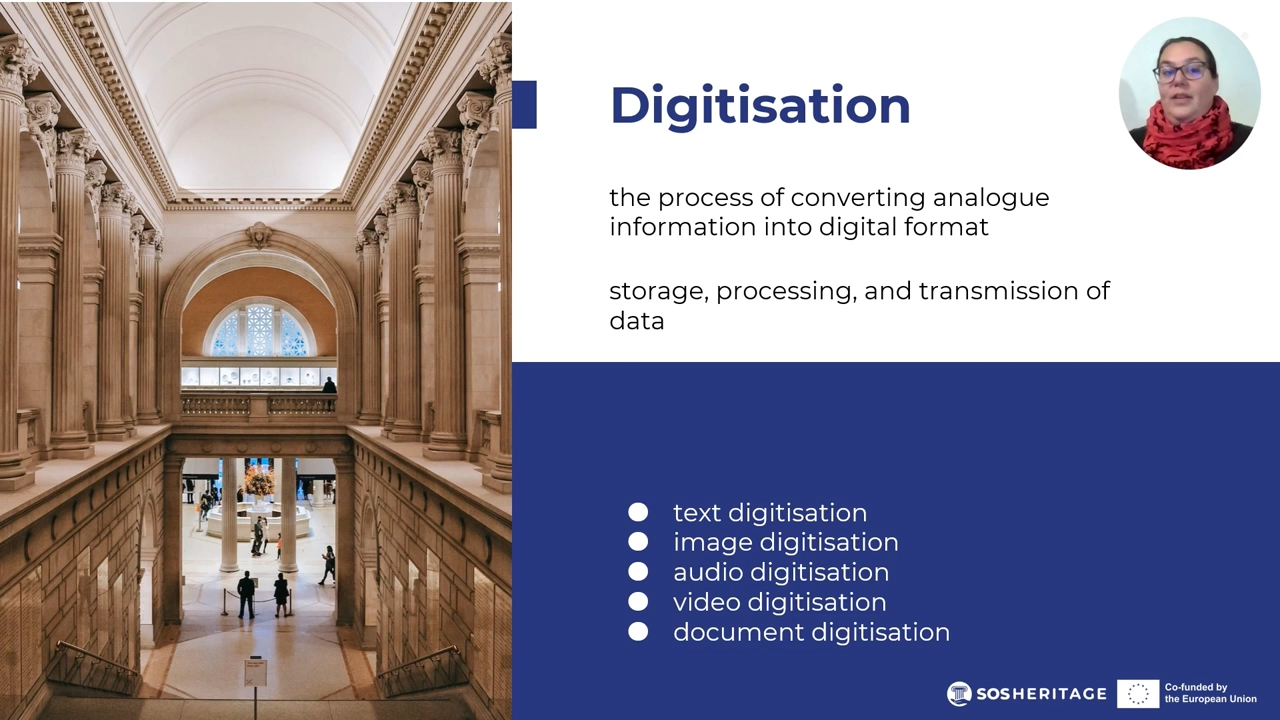 Digitisation
the process of converting analogue
information into digital format
storage, processing, and transmission of
data
● text digitisation
● image digitisation
● audio digitisation
● video digitisation
● document digitisation
SOSHERITAGE
Co-funded by
the European Union